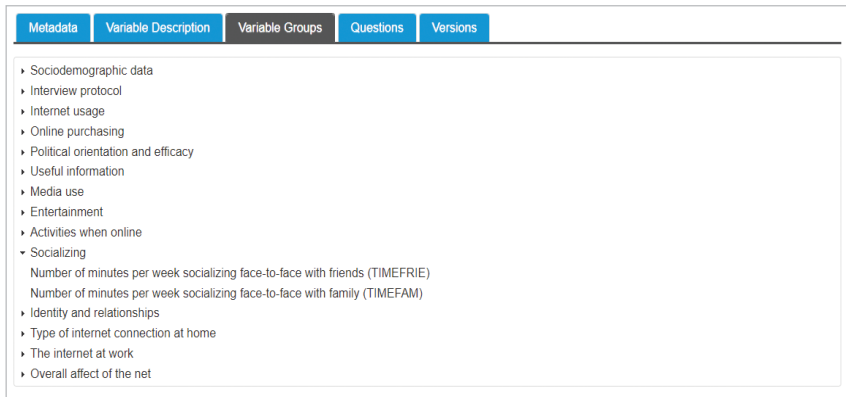 Metadata Variable Description Variable Groups Questions Versions
Sociodemographic data
Interview protocol
Internet usage
Online purchasing
Political orientation and efficacy
Useful information
Media use
Entertainment
Activities when online
Socializing
Number of minutes per week socializing face-to-face with friends (TIMEFRIE)
Number of minutes per week socializing face-to-face with family (TIMEFAM)
Identity and relationships
Type of internet connection at home
The internet at work
Overall affect of the net